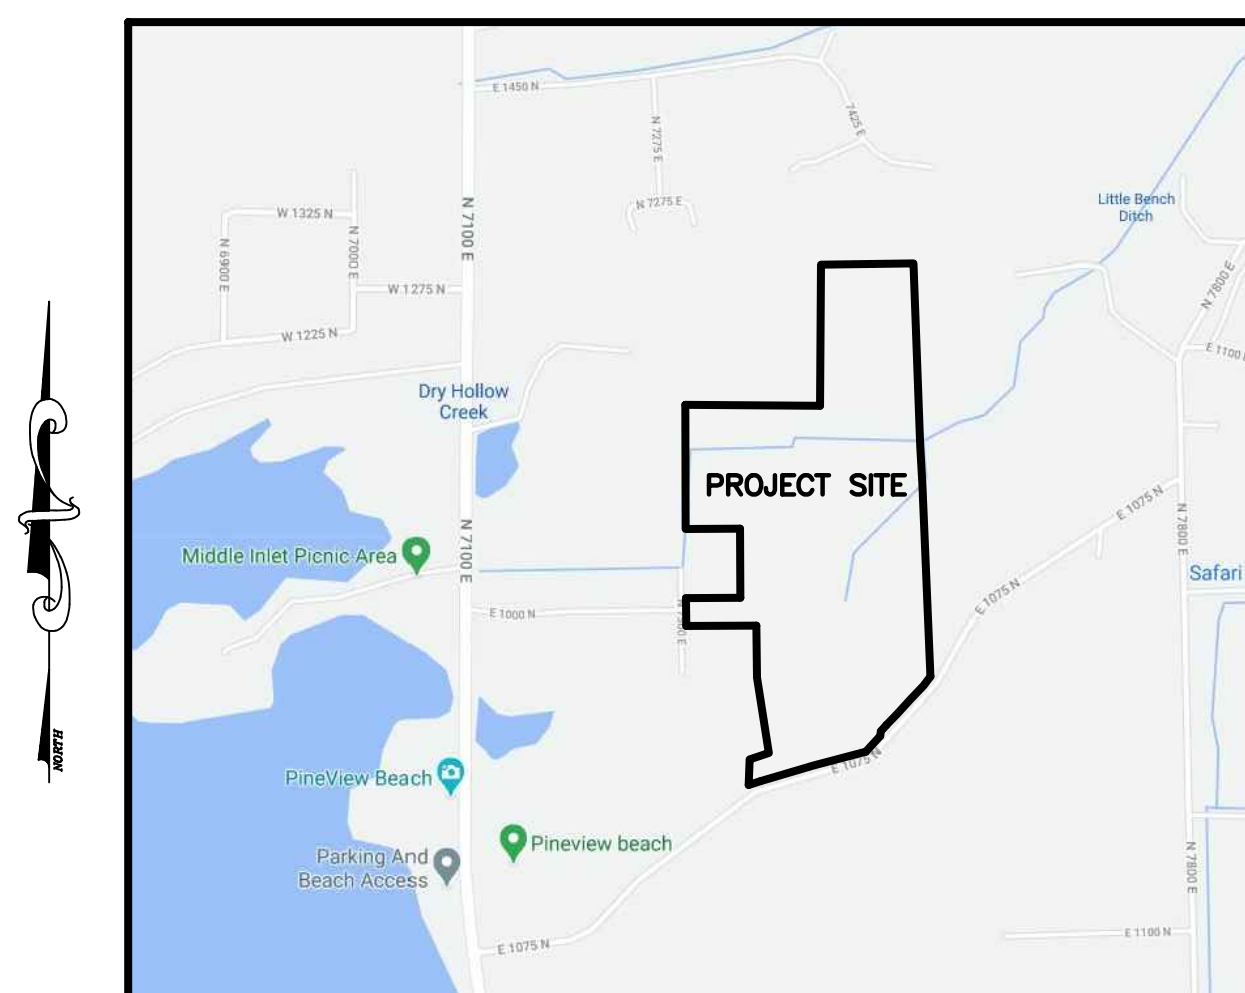 E 1450 N
7425 E
N 7275 E
N 7275 E
Little Bench
Ditch
W 1325 N
N 7100 E
N 6900 E
N 7000 E
N 7800 E
W 1275 N
W 1225 N
E 1100
Dry Hollow
Creek
PROJECT SITE
E 1075 N
N 7100 E
N 7800 E
Middle Inlet Picnic Area
Safari
E 1075 N
E 1000 N
NORTH
E 1075 N
PineView Beach
Pineview beach
Parking And
Beach Access
N 7800 E
E 1100 N
E 1075 N